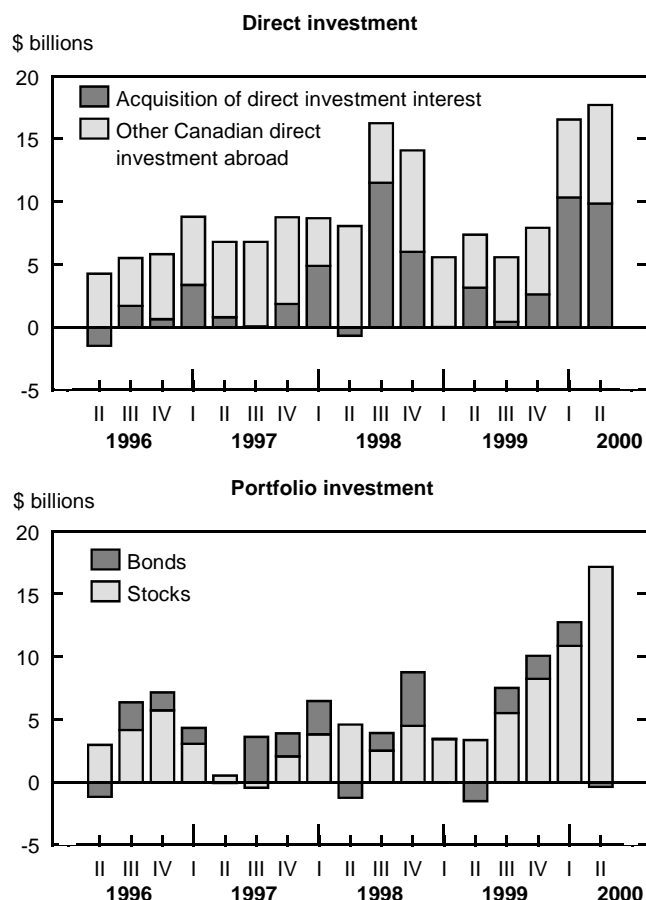 Direct investment
$ billions
20
Acquisition of direct investment interest
Other Canadian direct
investment abroad
15
10
5
0
-5
II III IV I II III IV I II III IV I II III IV I II
1996 1997 1998 1999 2000
Portfolio investment
$ billions
20
Bonds
Stocks
15
10
5
0
-5
II III IV I II III IV I II III IV I II III IV I II
1996 1997 1998 1999 2000